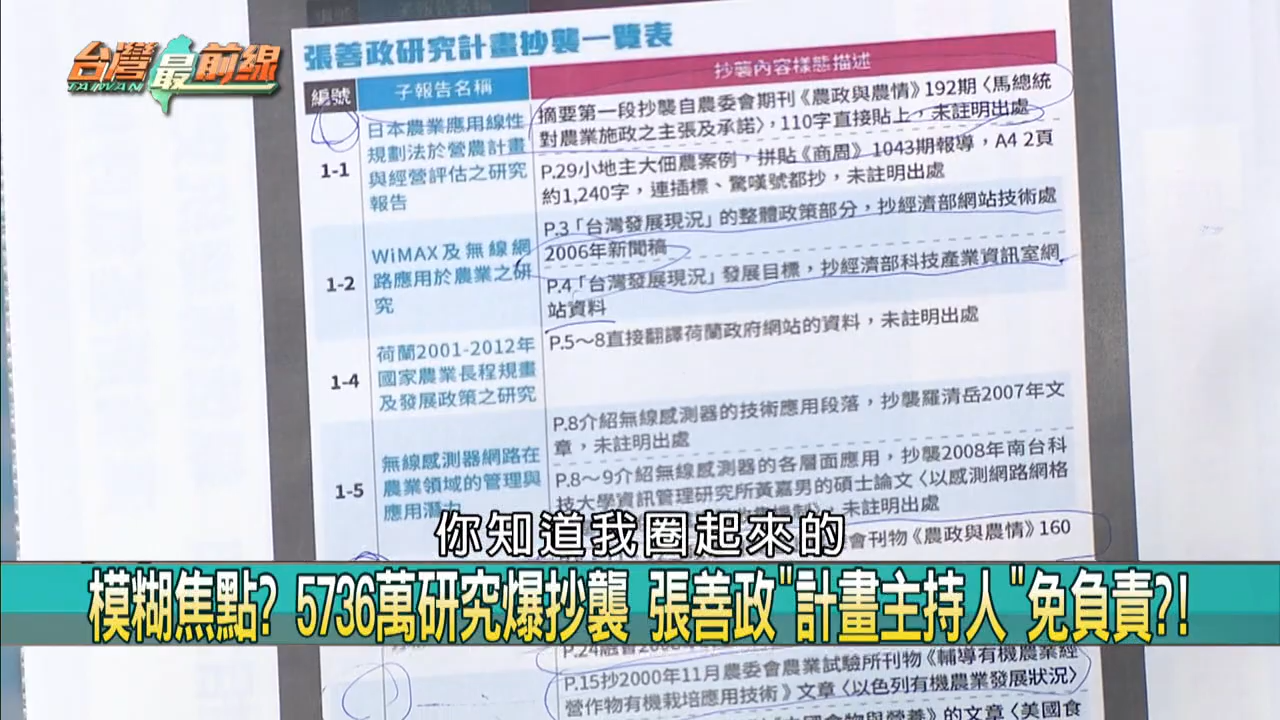 編號
子報告名稱
張善政研究計畫抄襲一覽表
台灣最前線
TAIWAN
編號
子報告名稱
抄襲內容樣態描述
1-1
日本農業應用線性
規劃法於營農計畫
與經營評估之研究
報告
摘要第一段抄襲自農委會期刊《農政與農情》192期〈馬總統
對農業施政之主張及承諾〉，110字直接貼上，未註明出處
P.29小地主大佃農案例，拼貼《商周》1043期報導，A4 2頁
約1,240字，連插標、驚嘆號都抄，未註明出處
1-2
WiMAX及無線網
路應用於農業之研
究
P.3「台灣發展現況」的整體政策部分，抄經濟部網站技術處
2006年新聞稿
P.4「台灣發展現況」發展目標，抄經濟部科技產業資訊室網
站資料
1-4
荷蘭2001-2012年
國家農業長程規畫
及發展政策之研究
P.5～8直接翻譯荷蘭政府網站的資料，未註明出處
1-5
無線感測器網路在
農業領域的管理與
應用潛力
P.8介紹無線感測器的技術應用段落，抄襲羅清岳2007年文
章，未註明出處
P.8～9介紹無線感測器的各層面應用，抄襲2008年南台科
技大學資訊管理研究所黃嘉男的碩士論文〈以感測網路網格
，未註明出處
會刊物《農政與農情》160
你知道我圈起來的
模糊焦點? 5736萬研究爆抄襲 張善政"計畫主持人"免負責?!
P.24融會2008年
P.15抄2000年11月農委會農業試驗所刊物《輔導有機農業經
營作物有機栽培應用技術》文章〈以色列有機農業發展狀況〉
的文章〈美國食